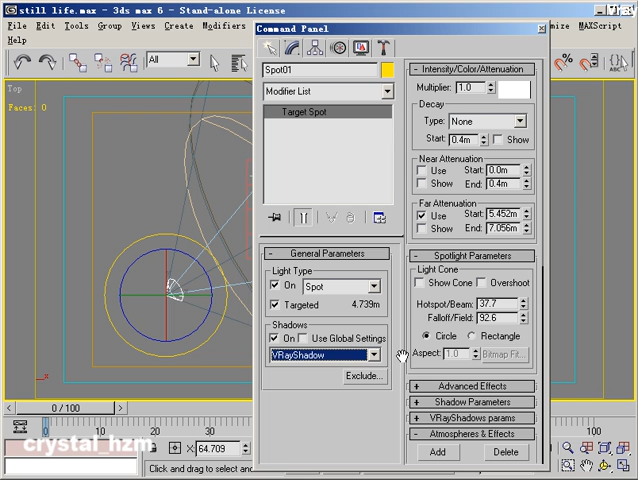 still life.max - 3ds max 6 - Stand-alone License
File Edit Tools Group Views Create Modifiers
MAXScript
Help
Command Panel
All
Top
Faces: 0
Spot01
Modifier List
Target Spot
- General Parameters
Light Type
On Spot
Targeted 4.739m
Shadows
On Use Global Settings
VRayShadow
Exclude...
- Intensity/Color/Attenuation
Multiplier: 1.0
Decay
Type: None
Start: 0.4m Show
Near Attenuation
Use Start: 0.0m
Show End: 0.4m
Far Attenuation
Use Start: 5.452m
Show End: 7.056m
- Spotlight Parameters
Light Cone
Show Cone Overshoot
Hotspot/Beam: 37.7
Falloff/Field: 92.6
Circle Rectangle
Aspect: 1.0 Bitmap Fit...
+ Advanced Effects
+ Shadow Parameters
+ VRayShadows params
- Atmospheres & Effects
Add Delete
x
0 / 100
0 10 20 30 100
crystal_hzm
X: 64.709
Click and drag to select and